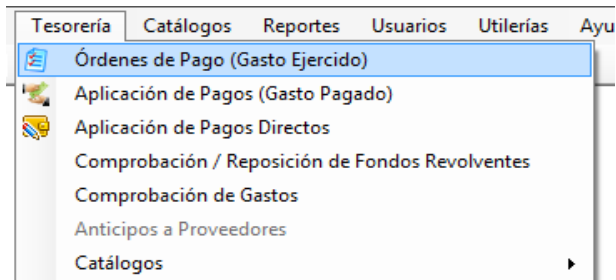 Tesorería Catálogos Reportes Usuarios Utilerías Ayu
Órdenes de Pago (Gasto Ejercido)
Aplicación de Pagos (Gasto Pagado)
Aplicación de Pagos Directos
Comprobación / Reposición de Fondos Revolventes
Comprobación de Gastos
Anticipos a Proveedores
Catálogos